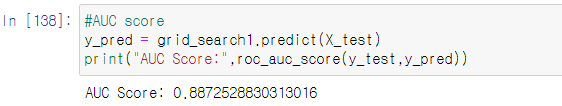 In [138]: #AUC score
y_pred = grid_search1.predict(X_test)
print("AUC Score:",roc_auc_score(y_test,y_pred))
AUC Score: 0.8872528830313016